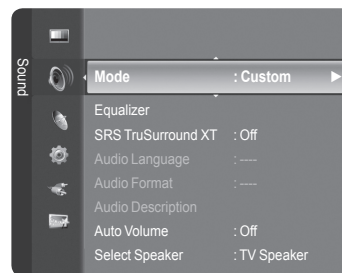 Sound
Mode : Custom
Equalizer
SRS TruSurround XT : Off
Audio Language : ----
Audio Format : ----
Audio Description
Auto Volume : Off
Select Speaker : TV Speaker